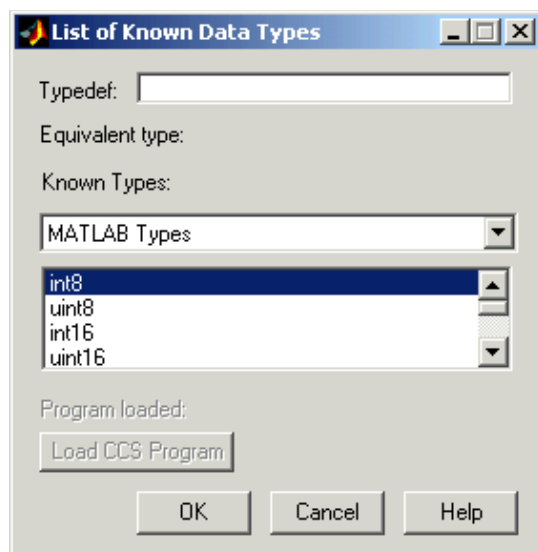 List of Known Data Types
Typedef:
Equivalent type:
Known Types:
MATLAB Types
int8
uint8
int16
uint16
Program loaded:
Load CCS Program
OK Cancel Help